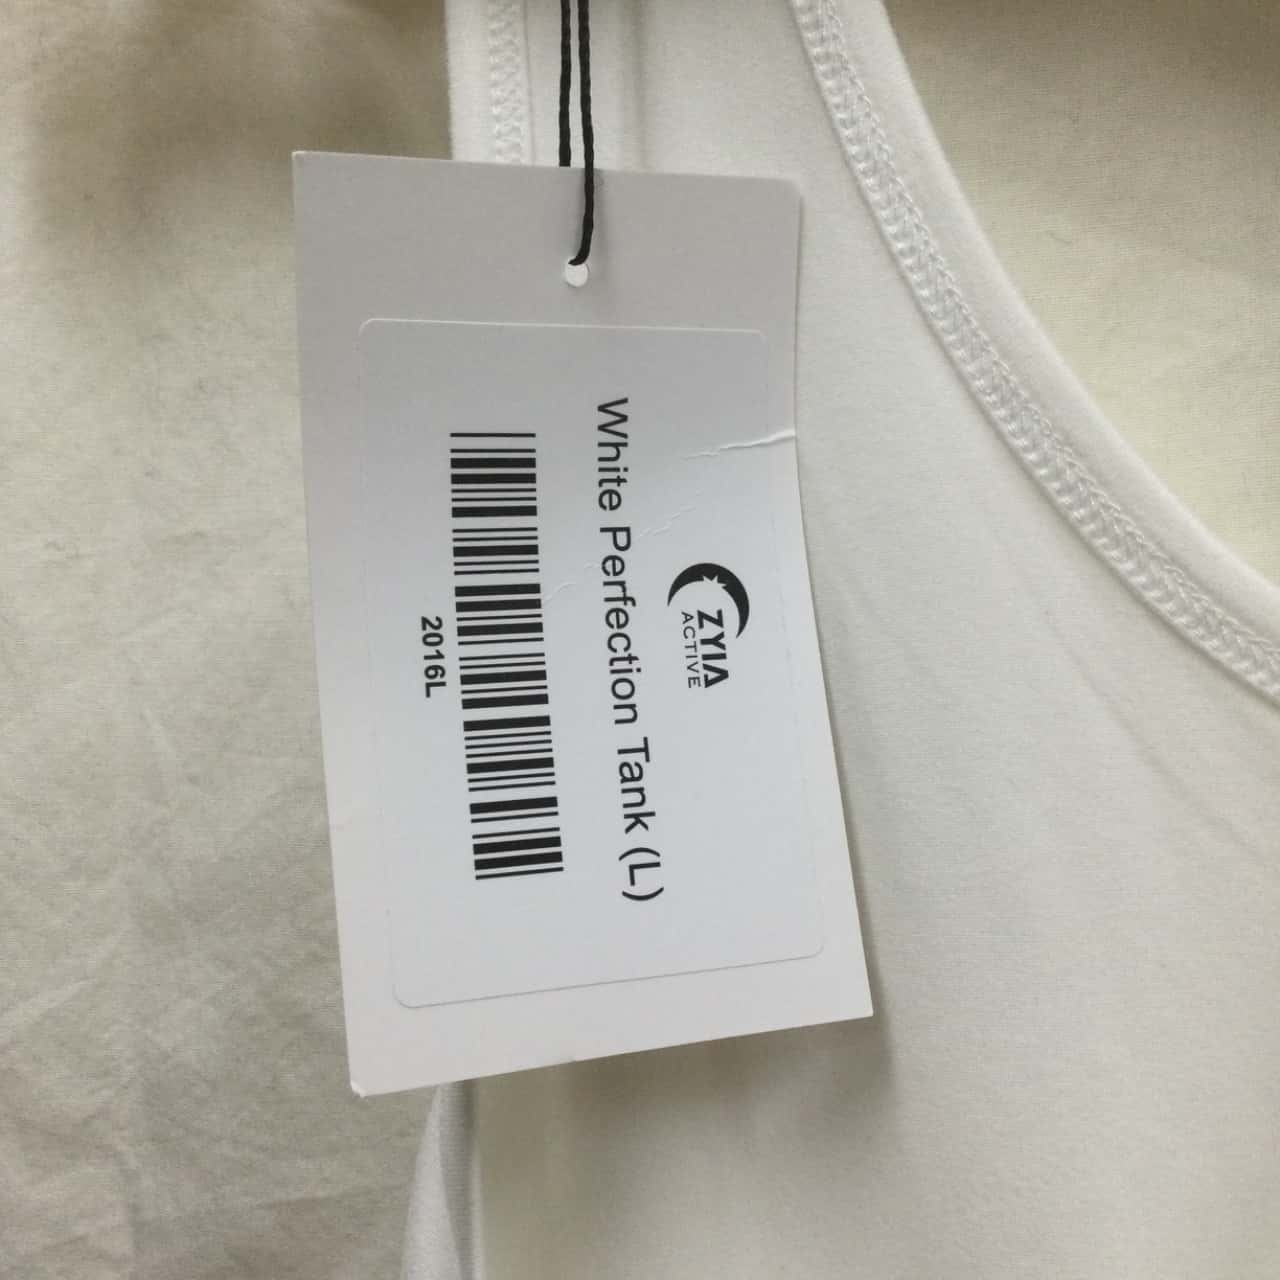 ZYIA
ACTIVE
White Perfection Tank (L)
2016L